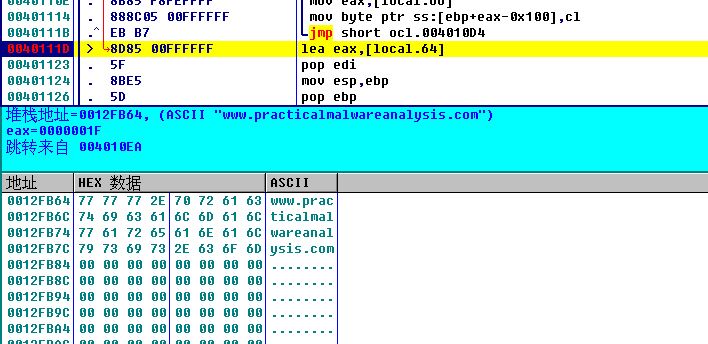 mov eax,[local.66]
00401114 . 888C05 00FFFFFF mov byte ptr ss:[ebp+eax-0x100],cl
0040111B .^ EB B7 jmp short ocl.004010D4
0040111D > 8D85 00FFFFFF lea eax,[local.64]
00401123 . 5F pop edi
00401124 . 8BE5 mov esp,ebp
00401126 . 5D pop ebp
堆栈地址=0012FB64, (ASCII "www.practicalmalwareanalysis.com")
eax=0000001F
跳转来自 004010EA
地址 HEX 数据 ASCII
0012FB64 77 77 77 2E 70 72 61 63 www.prac
0012FB6C 74 69 63 61 6C 6D 61 6C ticalmal
0012FB74 77 61 72 65 61 6E 61 6C wareanal
0012FB7C 79 73 69 73 2E 63 6F 6D ysis.com
0012FB84 00 00 00 00 00 00 00 00 ........
0012FB8C 00 00 00 00 00 00 00 00 ........
0012FB94 00 00 00 00 00 00 00 00 ........
0012FB9C 00 00 00 00 00 00 00 00 ........
0012FBA4 00 00 00 00 00 00 00 00 ........